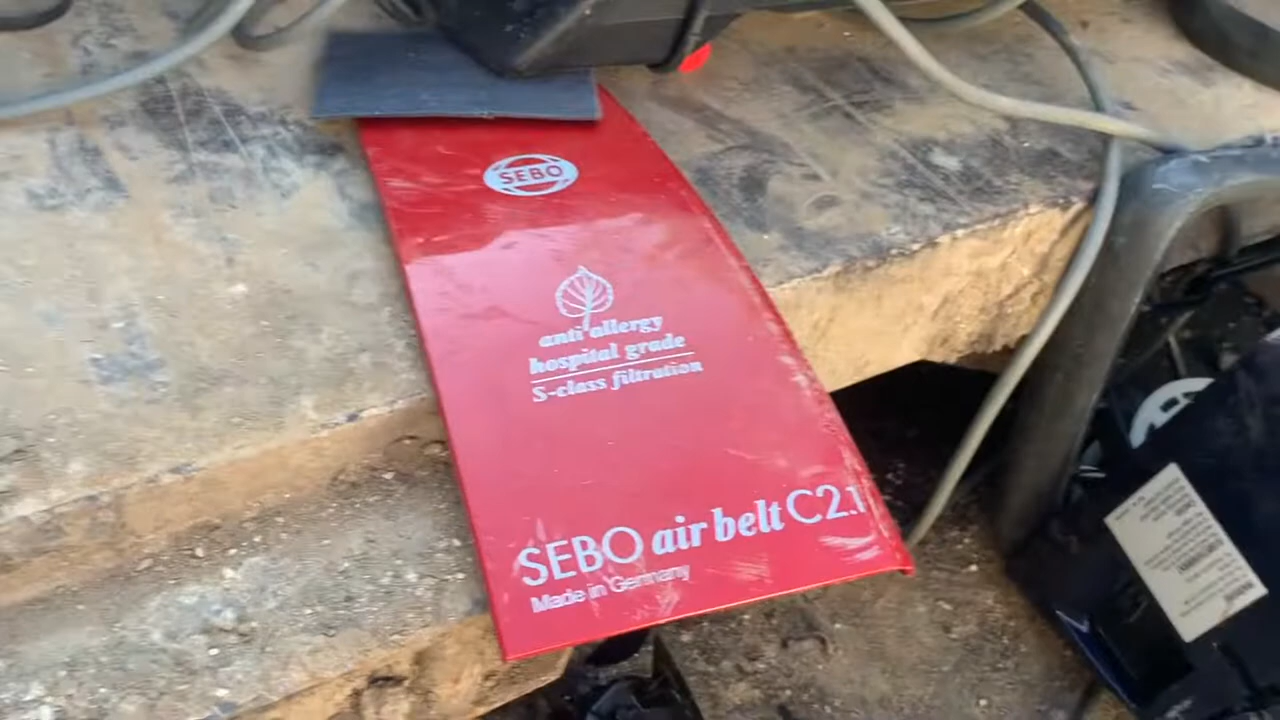 SEBO
anti allergy
hospital grade
S-class filtration
SEBO air belt C2.1
Made in Germany